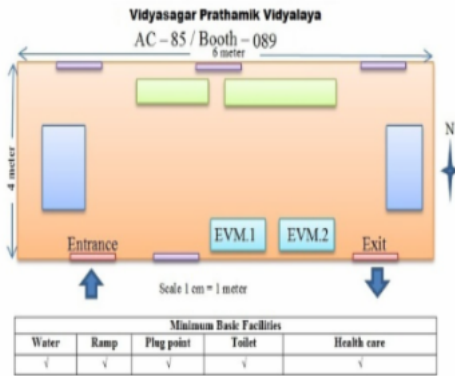 Vidyasagar Prathamik Vidyalaya
AC – 85 / Booth – 089
6 meter
4 meter
N
EVM.1 EVM.2
Entrance Exit
Scale 1 cm = 1 meter
Minimum Basic Facilities
Water Ramp Plug point Toilet Health care
√ √ √ √ √